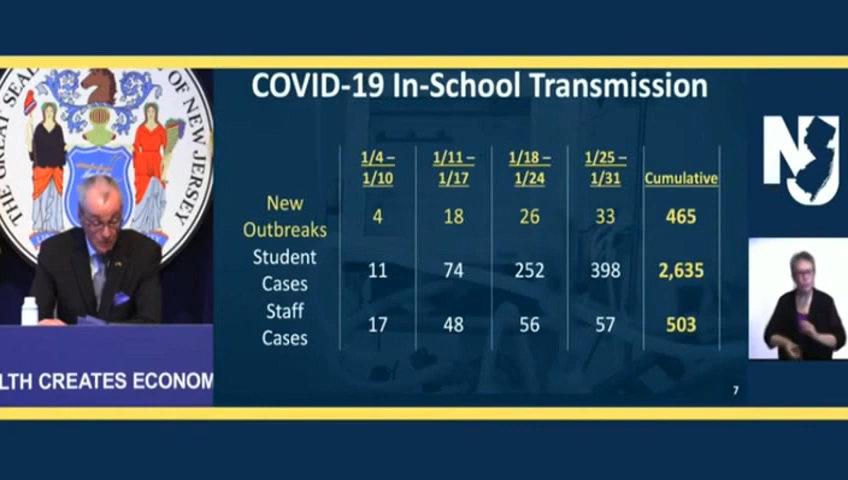 THE GREAT SEAL
OF NEW JERSEY
LTH CREATES ECONOM
COVID-19 In-School Transmission
1/4 – 1/11 – 1/18 – 1/25 –
1/10 1/17 1/24 1/31 Cumulative
New
Outbreaks 4 18 26 33 465
Student
Cases 11 74 252 398 2,635
Staff
Cases 17 48 56 57 503
7
NJ